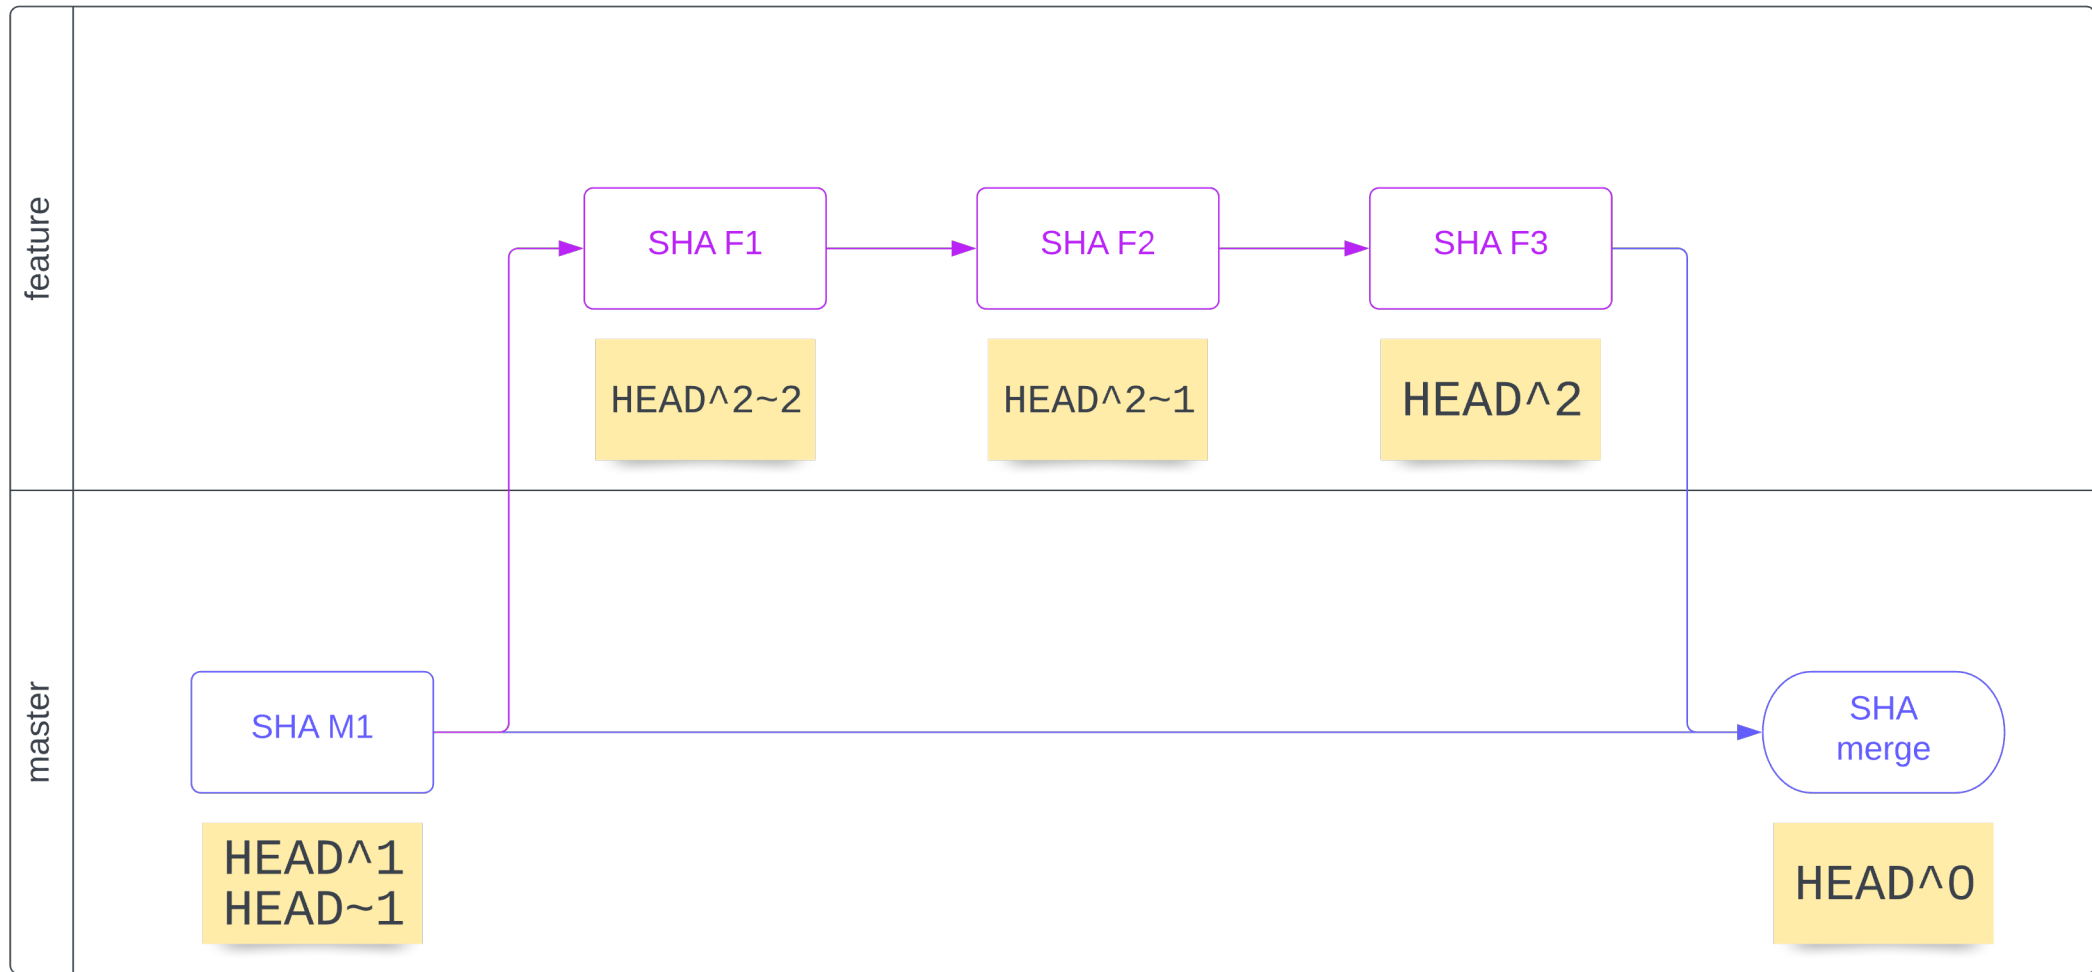 feature
SHA F1
SHA F2
SHA F3
HEAD^2~2
HEAD^2~1
HEAD^2
master
SHA M1
SHA
merge
HEAD^1
HEAD~1
HEAD^0